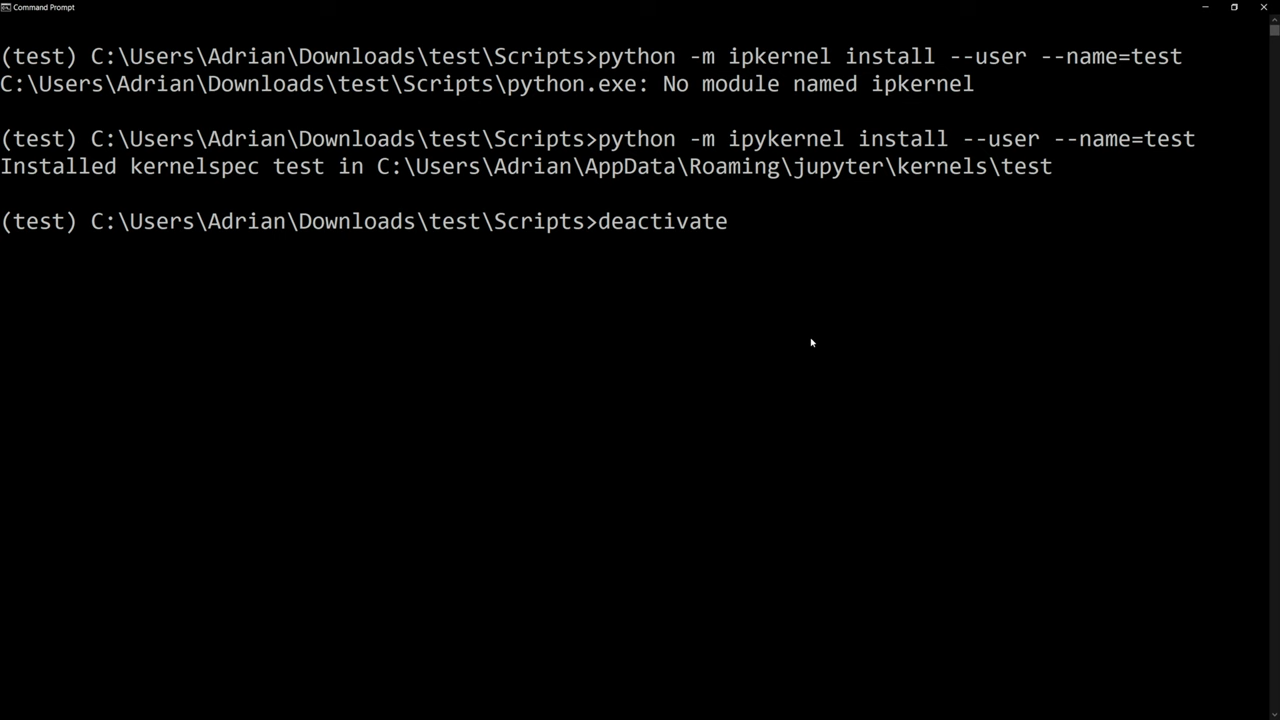 Command Prompt
(test) C:\Users\Adrian\Downloads\test\Scripts>python -m ipkernel install --user --name=test
C:\Users\Adrian\Downloads\test\Scripts\python.exe: No module named ipkernel
(test) C:\Users\Adrian\Downloads\test\Scripts>python -m ipykernel install --user --name=test
Installed kernelspec test in C:\Users\Adrian\AppData\Roaming\jupyter\kernels\test
(test) C:\Users\Adrian\Downloads\test\Scripts>deactivate